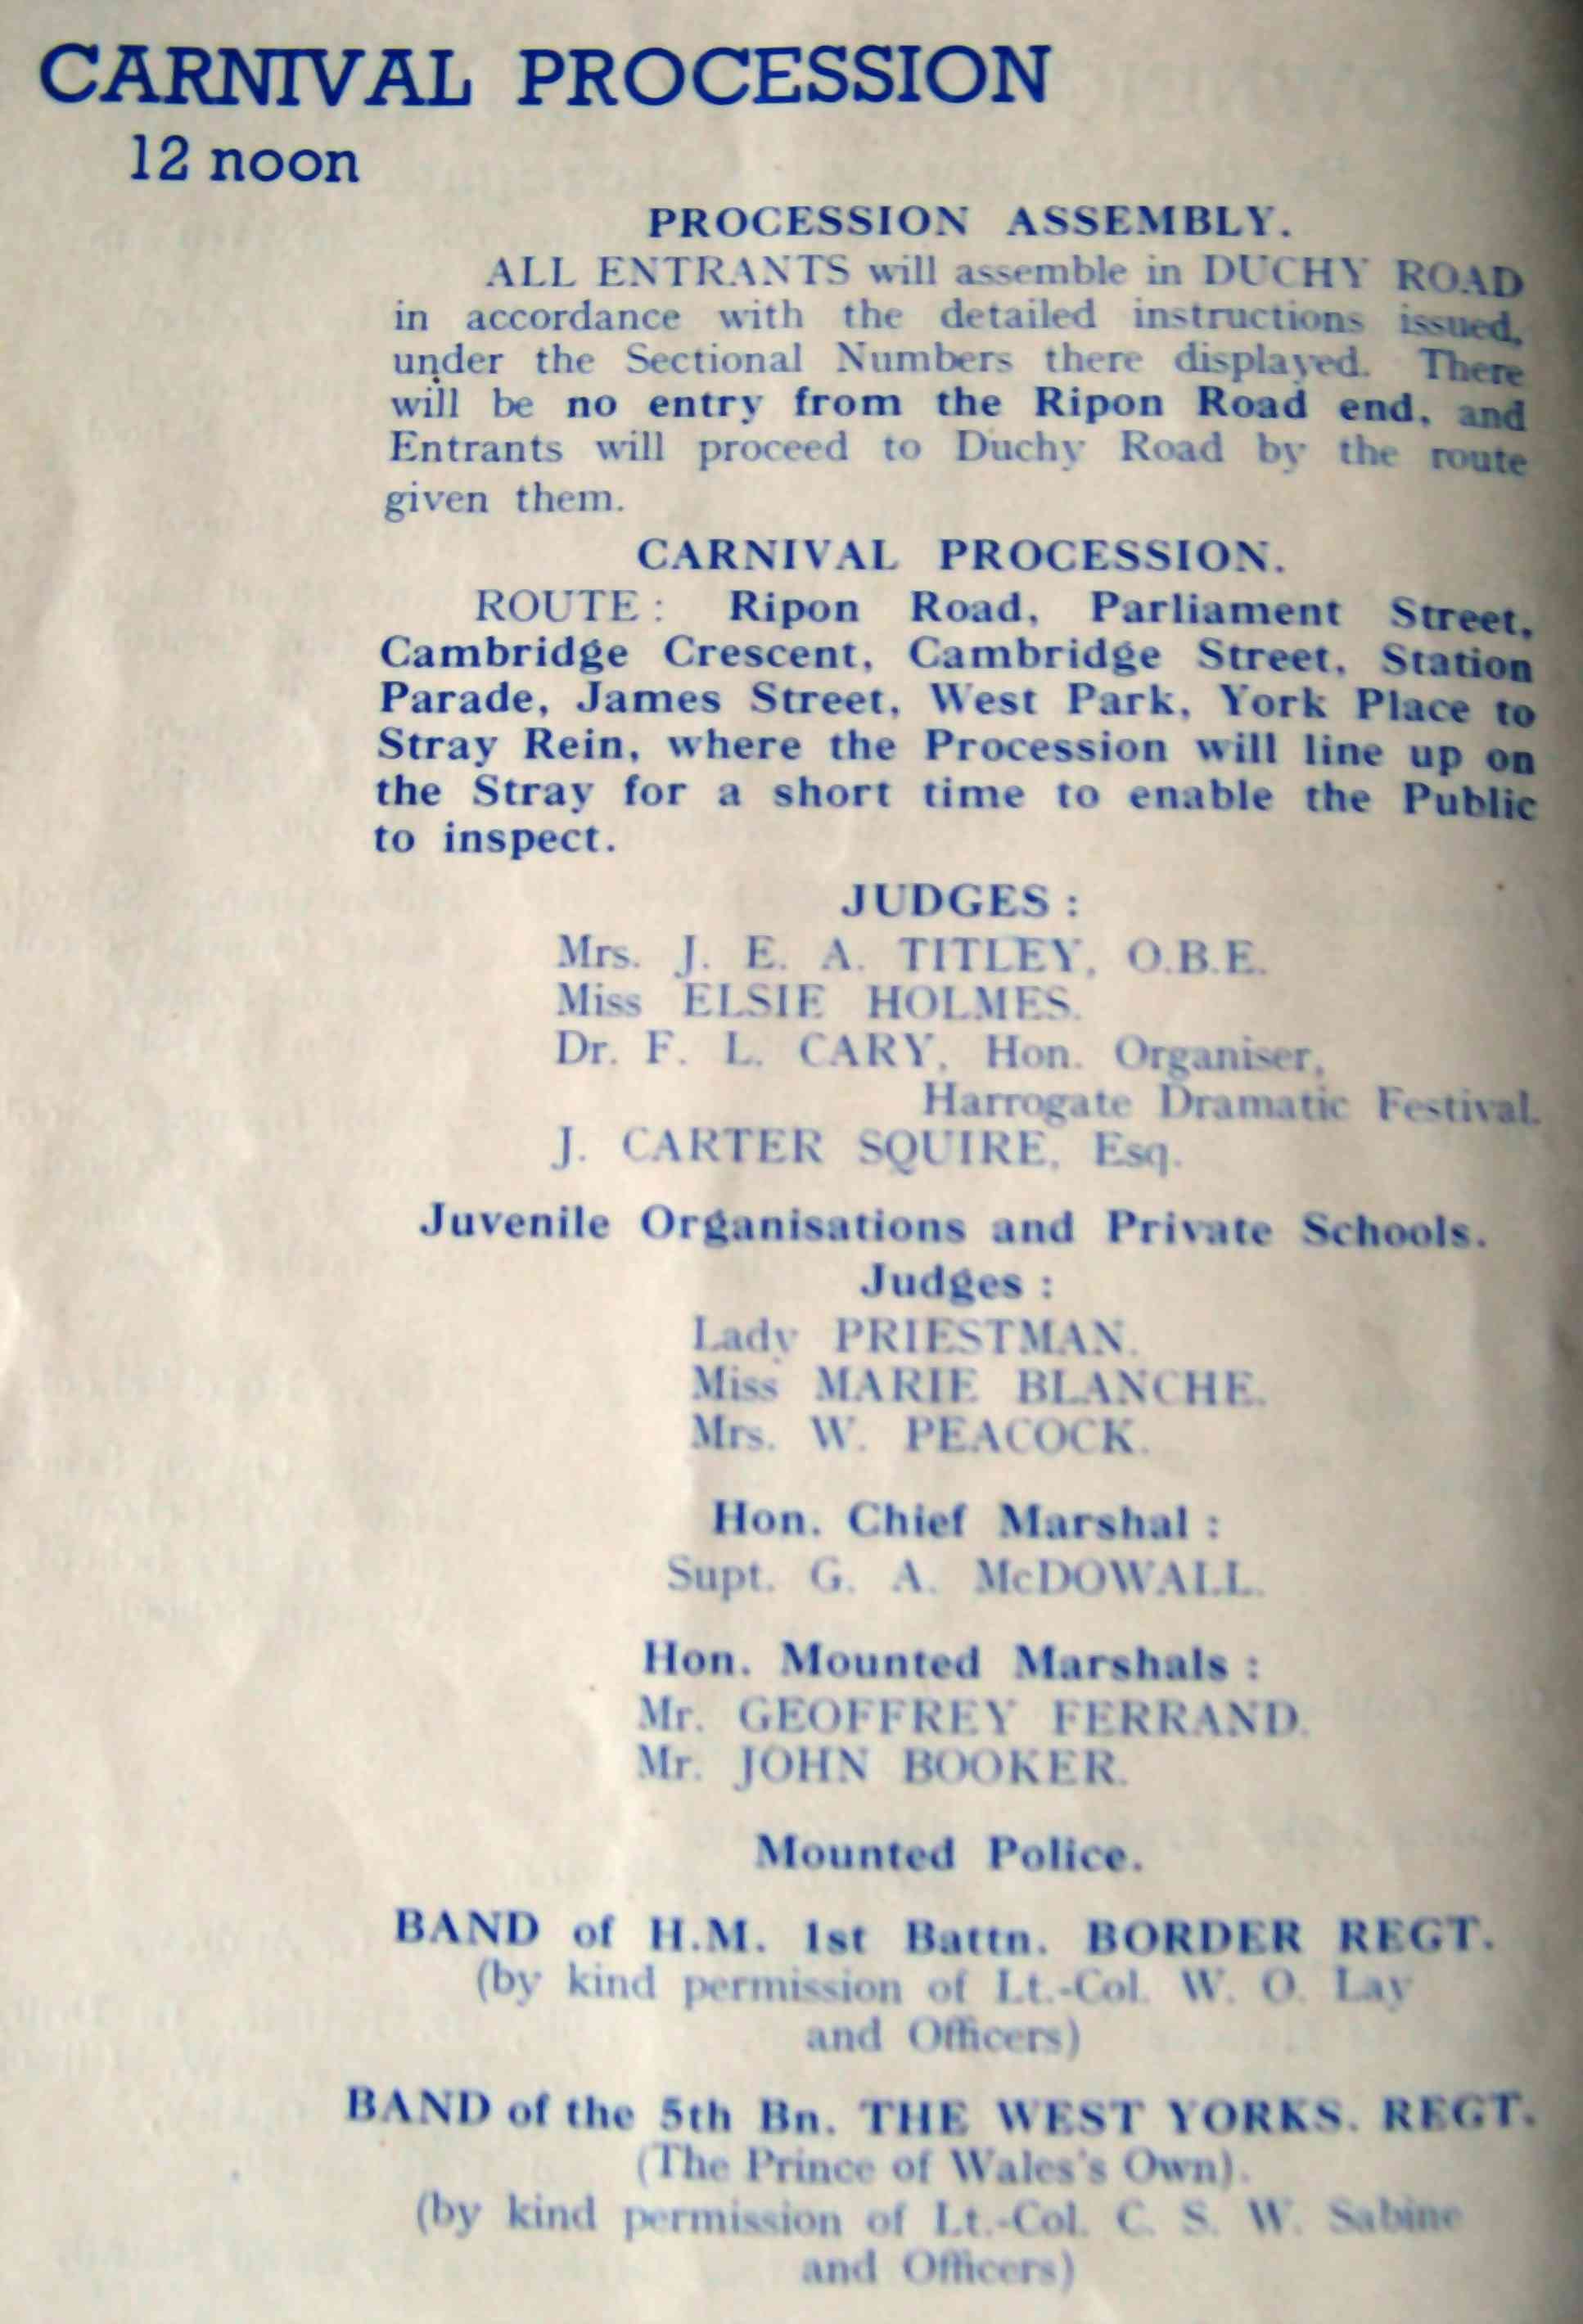 CARNIVAL PROCESSION
12 noon
PROCESSION ASSEMBLY.
ALL ENTRANTS will assemble in DUCHY ROAD
in accordance with the detailed instructions issued,
under the Sectional Numbers there displayed. There
will be no entry from the Ripon Road end, and
Entrants will proceed to Duchy Road by the route
given them.
CARNIVAL PROCESSION.
ROUTE: Ripon Road, Parliament Street,
Cambridge Crescent, Cambridge Street, Station
Parade, James Street, West Park, York Place to
Stray Rein, where the Procession will line up on
the Stray for a short time to enable the Public
to inspect.
JUDGES:
Mrs. J. E. A. TITLEY, O.B.E.
Miss ELSIE HOLMES.
Dr. F. L. CARY, Hon. Organiser,
Harrogate Dramatic Festival.
J. CARTER SQUIRE, Esq.
Juvenile Organisations and Private Schools.
Judges:
Lady PRIESTMAN.
Miss MARIE BLANCHE.
Mrs. W. PEACOCK.
Hon. Chief Marshal:
Supt. G. A. McDOWALL.
Hon. Mounted Marshals:
Mr. GEOFFREY FERRAND.
Mr. JOHN BOOKER.
Mounted Police.
BAND of H.M. 1st Battn. BORDER REGT.
(by kind permission of Lt.-Col. W. O. Lay
and Officers)
BAND of the 5th Bn. THE WEST YORKS. REGT.
(The Prince of Wales's Own).
(by kind permission of Lt.-Col. C. S. W. Sabine
and Officers)